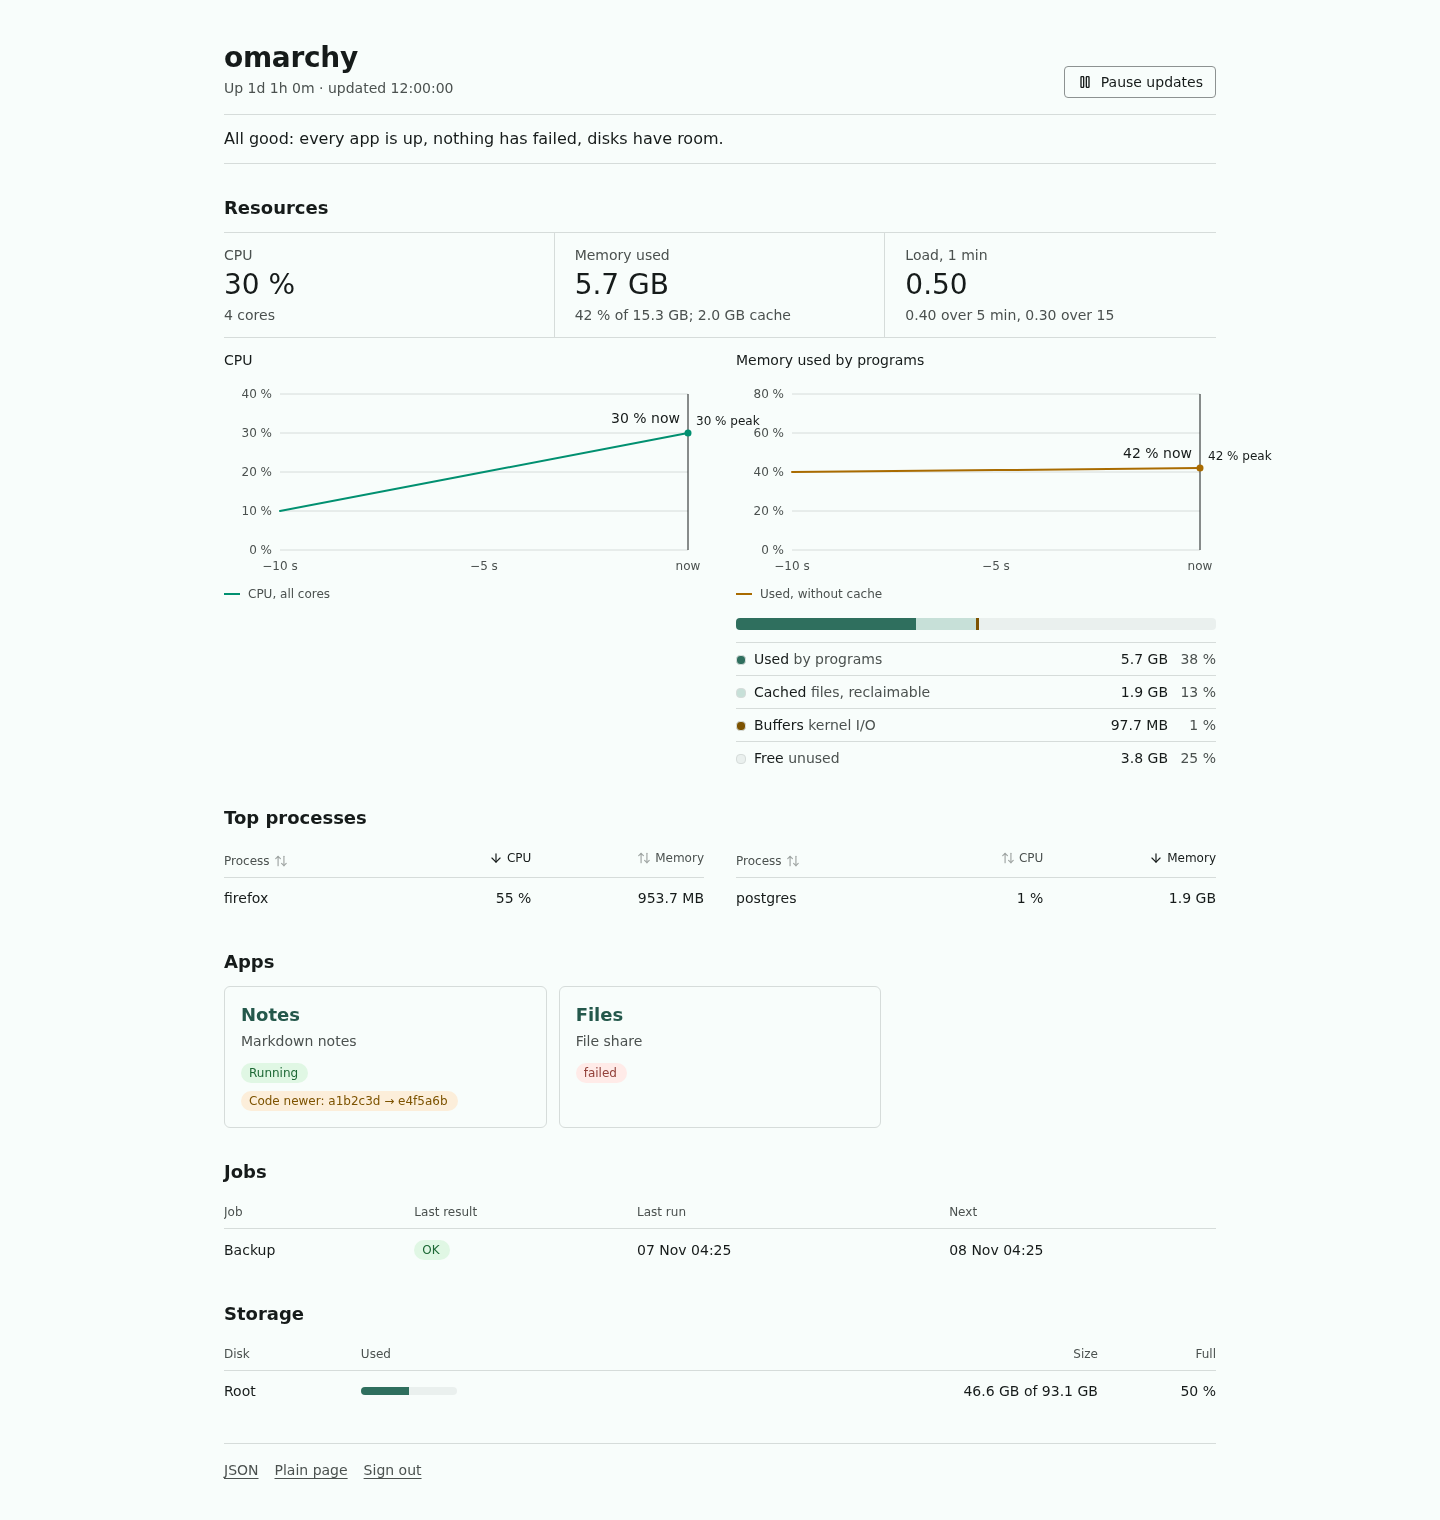 omarchy
Up 1d 1h 0m · updated 12:00:00
Pause updates
All good: every app is up, nothing has failed, disks have room.
Resources
CPU
30 %
4 cores
Memory used
5.7 GB
42 % of 15.3 GB; 2.0 GB cache
Load, 1 min
0.50
0.40 over 5 min, 0.30 over 15
CPU
40 %
30 %
20 %
10 %
0 %
30 % now
30 % peak
−10 s
−5 s
now
CPU, all cores
Memory used by programs
80 %
60 %
40 %
20 %
0 %
42 % now
42 % peak
−10 s
−5 s
now
Used, without cache
Used by programs 5.7 GB 38 %
Cached files, reclaimable 1.9 GB 13 %
Buffers kernel I/O 97.7 MB 1 %
Free unused 3.8 GB 25 %
Top processes
Process CPU Memory
firefox 55 % 953.7 MB
Process CPU Memory
postgres 1 % 1.9 GB
Apps
Notes
Markdown notes
Running
Code newer: a1b2c3d → e4f5a6b
Files
File share
failed
Jobs
Job Last result Last run Next
Backup OK 07 Nov 04:25 08 Nov 04:25
Storage
Disk Used Size Full
Root 46.6 GB of 93.1 GB 50 %
JSON Plain page Sign out